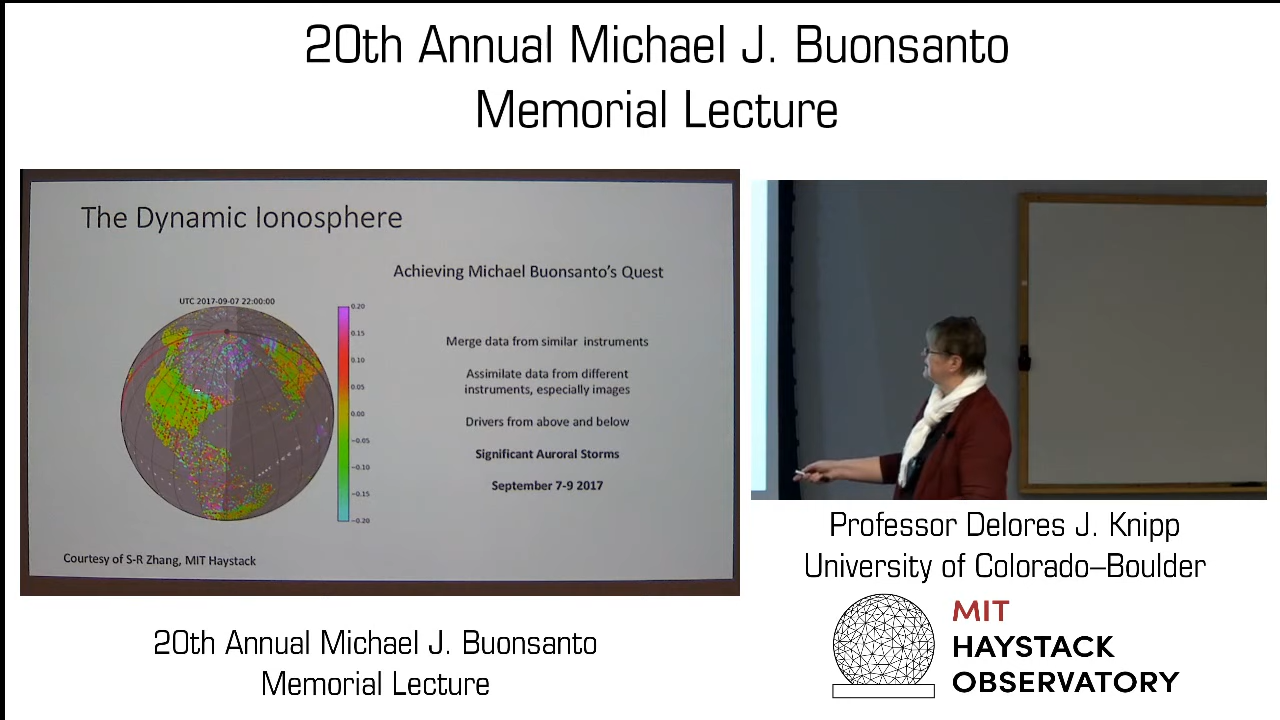 20th Annual Michael J. Buonsanto
Memorial Lecture
The Dynamic Ionosphere
Achieving Michael Buonsanto's Quest
UTC 2017-09-07 22:00:00
0.20
0.15
0.10
0.05
0.00
−0.05
−0.10
−0.15
−0.20
Merge data from similar instruments
Assimilate data from different
instruments, especially images
Drivers from above and below
Significant Auroral Storms
September 7-9 2017
Courtesy of S-R Zhang, MIT Haystack
Professor Delores J. Knipp
University of Colorado–Boulder
20th Annual Michael J. Buonsanto
Memorial Lecture
MIT
HAYSTACK
OBSERVATORY